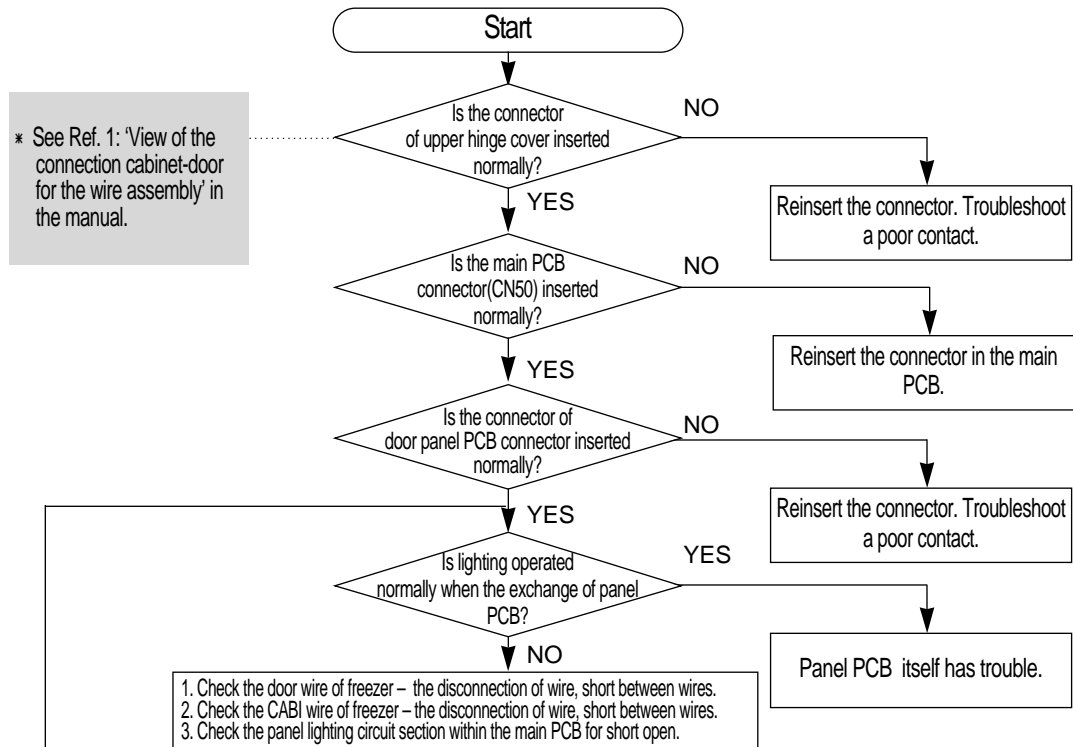 Start
Is the connector
of upper hinge cover inserted
normally?
NO
* See Ref. 1: ‘View of the
connection cabinet-door
for the wire assembly’ in
the manual.
YES
Reinsert the connector. Troubleshoot
a poor contact.
Is the main PCB
connector(CN50) inserted
normally?
NO
YES
Reinsert the connector in the main
PCB.
Is the connector of
door panel PCB connector inserted
normally?
NO
YES
Reinsert the connector. Troubleshoot
a poor contact.
Is lighting operated
normally when the exchange of panel
PCB?
YES
NO
Panel PCB itself has trouble.
1. Check the door wire of freezer – the disconnection of wire, short between wires.
2. Check the CABI wire of freezer – the disconnection of wire, short between wires.
3. Check the panel lighting circuit section within the main PCB for short open.